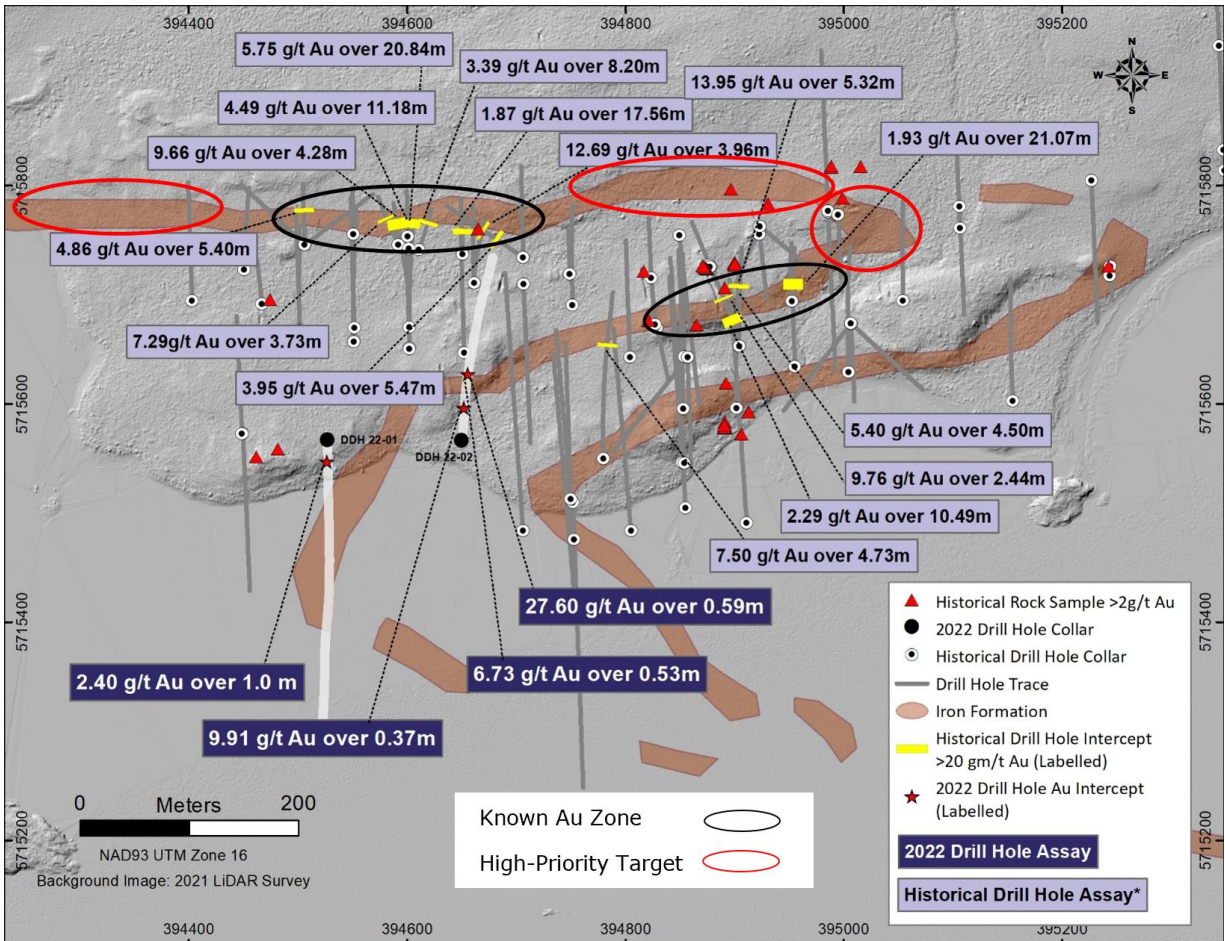 394400 394600 394800 395000 395200
5.75 g/t Au over 20.84m
3.39 g/t Au over 8.20m
13.95 g/t Au over 5.32m
4.49 g/t Au over 11.18m
1.87 g/t Au over 17.56m
1.93 g/t Au over 21.07m
9.66 g/t Au over 4.28m
12.69 g/t Au over 3.96m
N
W E
S
5715800
5715800
4.86 g/t Au over 5.40m
7.29g/t Au over 3.73m
3.95 g/t Au over 5.47m
5715600
5715600
DDH 22-01
DDH 22-02
5.40 g/t Au over 4.50m
9.76 g/t Au over 2.44m
2.29 g/t Au over 10.49m
7.50 g/t Au over 4.73m
27.60 g/t Au over 0.59m
6.73 g/t Au over 0.53m
2.40 g/t Au over 1.0 m
9.91 g/t Au over 0.37m
5715400
5715400
Historical Rock Sample >2g/t Au
2022 Drill Hole Collar
Historical Drill Hole Collar
Drill Hole Trace
Iron Formation
Historical Drill Hole Intercept
>20 gm/t Au (Labelled)
2022 Drill Hole Au Intercept
(Labelled)
2022 Drill Hole Assay
Historical Drill Hole Assay*
0 Meters 200
NAD93 UTM Zone 16
Background Image: 2021 LiDAR Survey
Known Au Zone
High-Priority Target
5715200
5715200
394400 394600 394800 395000 395200